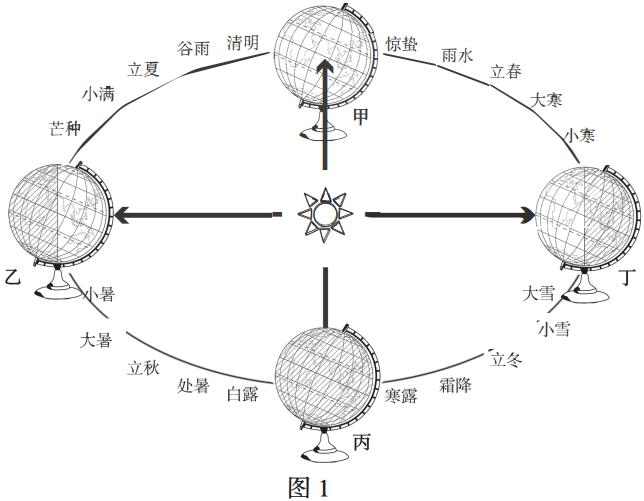 清明
谷雨
立夏
小满
芒种
惊蛰
雨水
立春
大寒
小寒
甲
乙
丁
小暑
大暑
立秋
处暑
白露
大雪
小雪
立冬
霜降
寒露
丙
图1